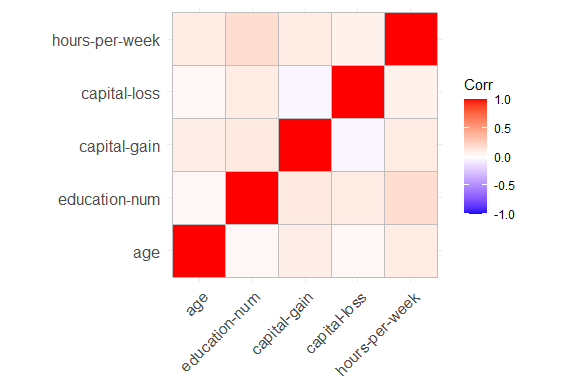 hours-per-week
capital-loss
capital-gain
education-num
age
age
education-num
capital-gain
capital-loss
hours-per-week
Corr
1.0
0.5
0.0
-0.5
-1.0